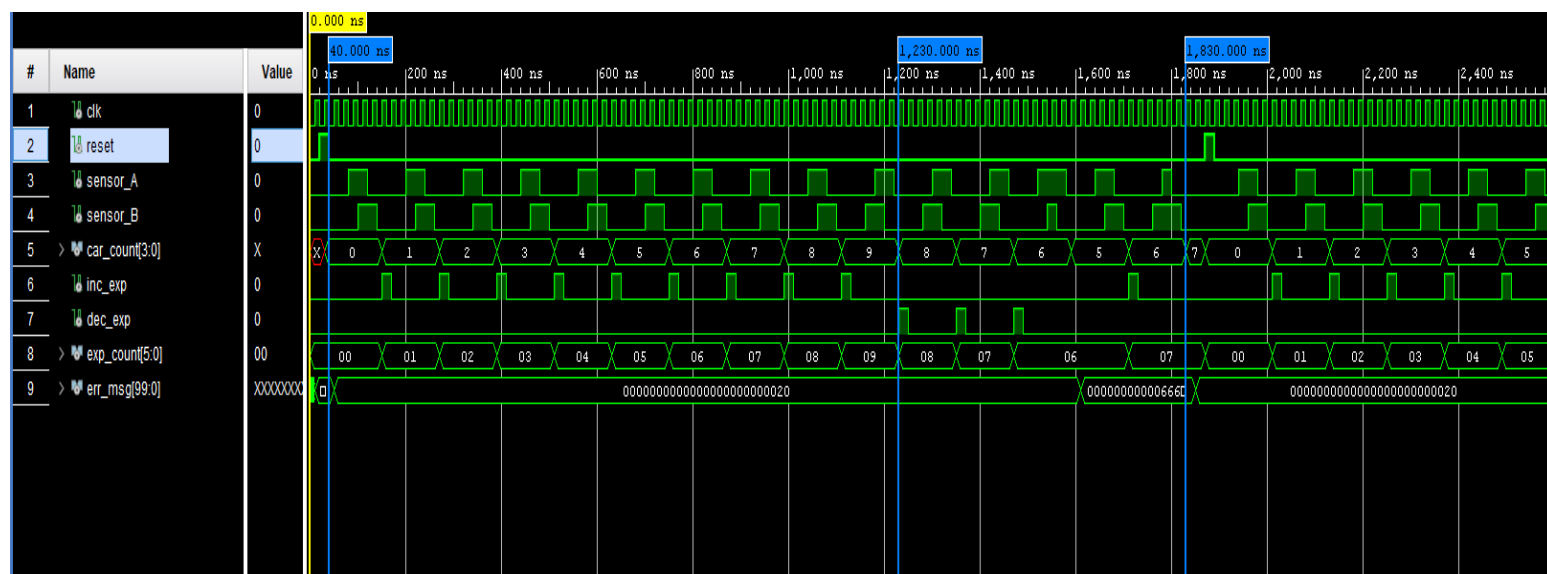 0.000 ns
40.000 ns 1,230.000 ns 1,830.000 ns
# Name Value 0 ns 200 ns 400 ns 600 ns 800 ns 1,000 ns 1,200 ns 1,400 ns 1,600 ns 1,800 ns 2,000 ns 2,200 ns 2,400 ns
1 clk 0
2 reset 0
3 sensor_A 0
4 sensor_B 0
5 car_count[3:0] X X 0 1 2 3 4 5 6 7 8 9 8 7 6 5 6 7 0 1 2 3 4 5
6 inc_exp 0
7 dec_exp 0
8 exp_count[5:0] 00 00 01 02 03 04 05 06 07 08 09 08 07 06 07 00 01 02 03 04 05
9 err_msg[99:0] XXXXXXXX 0000000000000000000000020 0000000000000000000000020